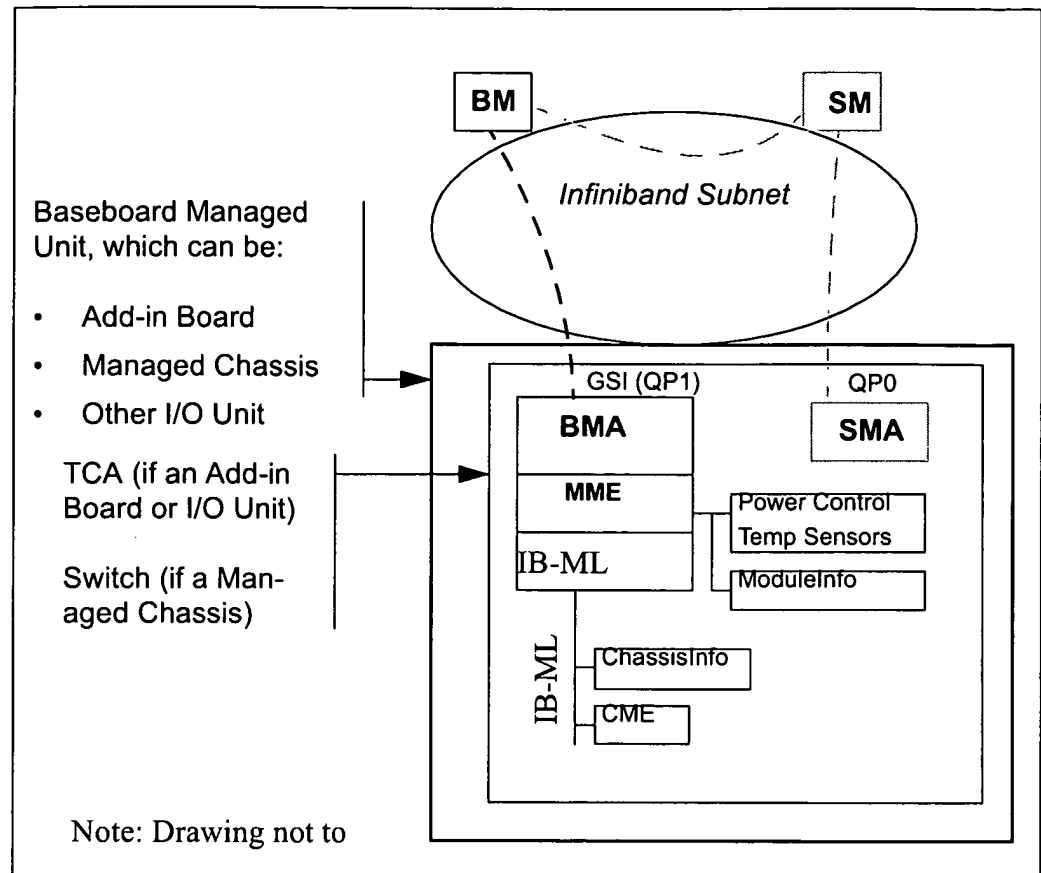 BM
SM
Infiniband Subnet
Baseboard Managed
Unit, which can be:
• Add-in Board
• Managed Chassis
• Other I/O Unit
TCA (if an Add-in
Board or I/O Unit)
Switch (if a Man-
aged Chassis)
GSI (QP1)
QP0
BMA
SMA
MME
IB-ML
Power Control
Temp Sensors
ModuleInfo
IB-ML
ChassisInfo
CME
Note: Drawing not to